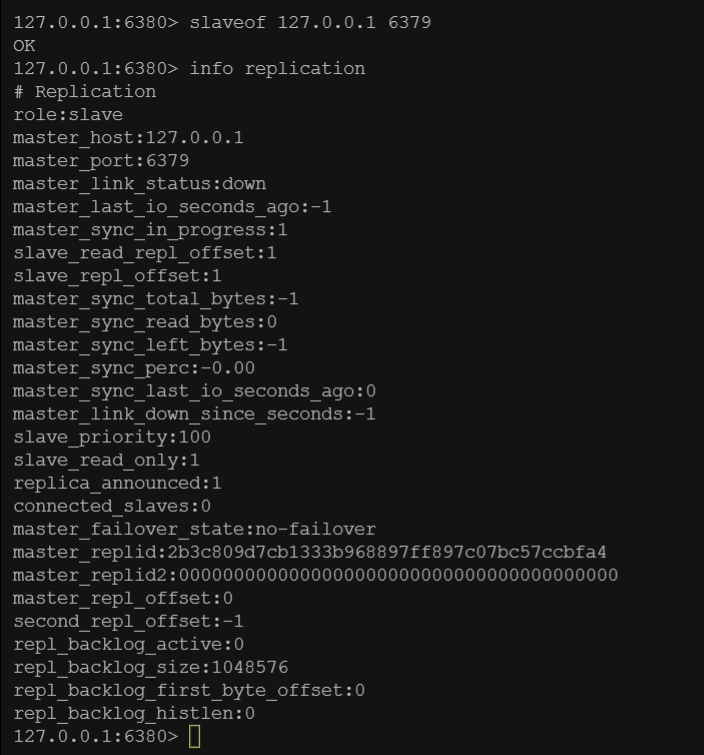 127.0.0.1:6380> slaveof 127.0.0.1 6379
OK
127.0.0.1:6380> info replication
# Replication
role:slave
master_host:127.0.0.1
master_port:6379
master_link_status:down
master_last_io_seconds_ago:-1
master_sync_in_progress:1
slave_read_repl_offset:1
slave_repl_offset:1
master_sync_total_bytes:-1
master_sync_read_bytes:0
master_sync_left_bytes:-1
master_sync_perc:-0.00
master_sync_last_io_seconds_ago:0
master_link_down_since_seconds:-1
slave_priority:100
slave_read_only:1
replica_announced:1
connected_slaves:0
master_failover_state:no-failover
master_replid:2b3c809d7cb1333b968897ff897c07bc57ccbfa4
master_replid2:0000000000000000000000000000000000000000
master_repl_offset:0
second_repl_offset:-1
repl_backlog_active:0
repl_backlog_size:1048576
repl_backlog_first_byte_offset:0
repl_backlog_histlen:0
127.0.0.1:6380>